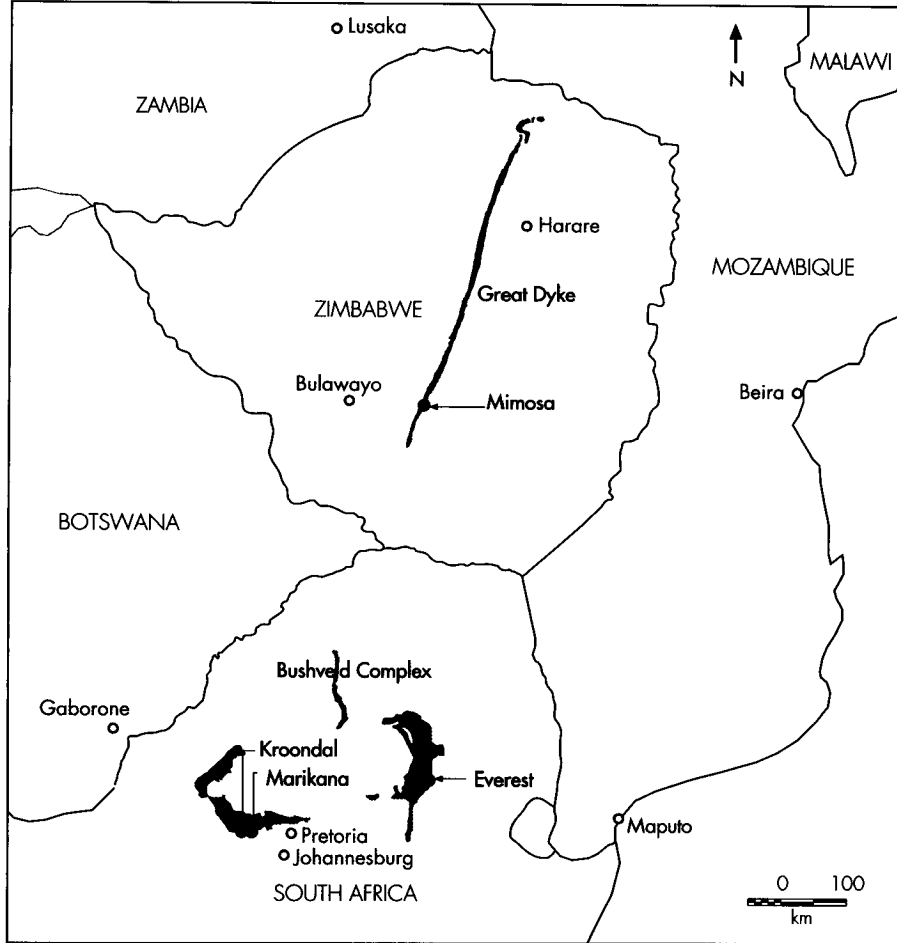 Lusaka
N
MALAWI
ZAMBIA
Harare
MOZAMBIQUE
Great Dyke
ZIMBABWE
Bulawayo
Mimosa
Beira
BOTSWANA
Bushveld Complex
Gaborone
Kroondal
Marikana
Everest
Maputo
Pretoria
Johannesburg
SOUTH AFRICA
0 100
km